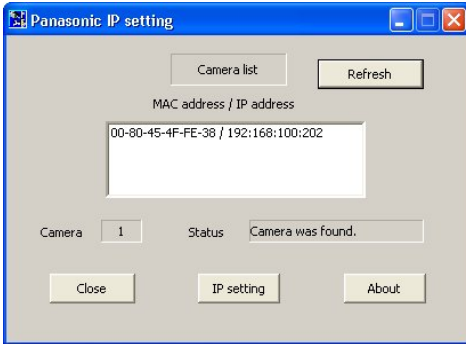 Panasonic IP setting
Camera list
Refresh
MAC address / IP address
00-80-45-4F-FE-38 / 192:168:100:202
Camera 1 Status Camera was found.
Close IP setting About